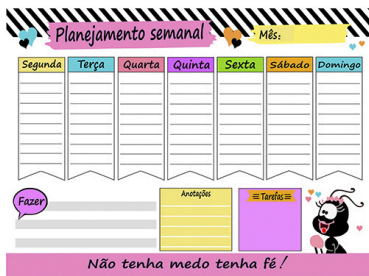 Planejamento semanal
Mês:
Segunda Terça Quarta Quinta Sexta Sábado Domingo
Fazer
Anotações
Tarefas
Não tenha medo tenha fé!